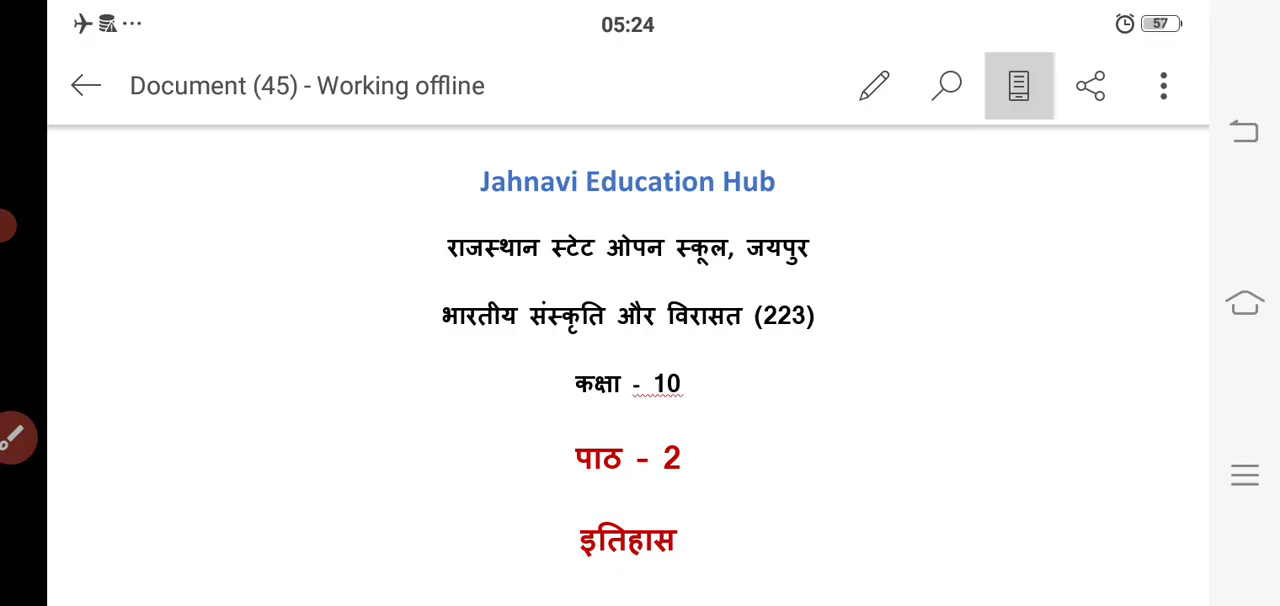 05:24
57
Document (45) - Working offline
Jahnavi Education Hub
राजस्थान स्टेट ओपन स्कूल, जयपुर
भारतीय संस्कृति और विरासत (223)
कक्षा - 10
पाठ - 2
इतिहास